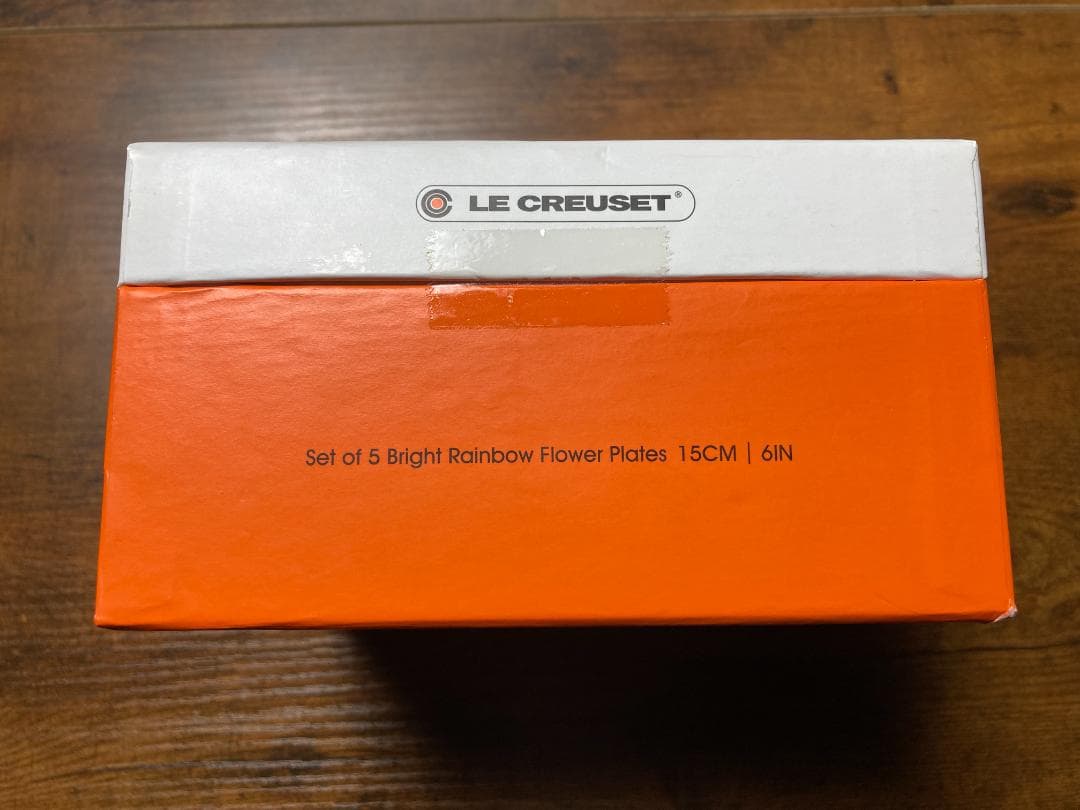 LE CREUSET®
Set of 5 Bright Rainbow Flower Plates 15CM | 6IN